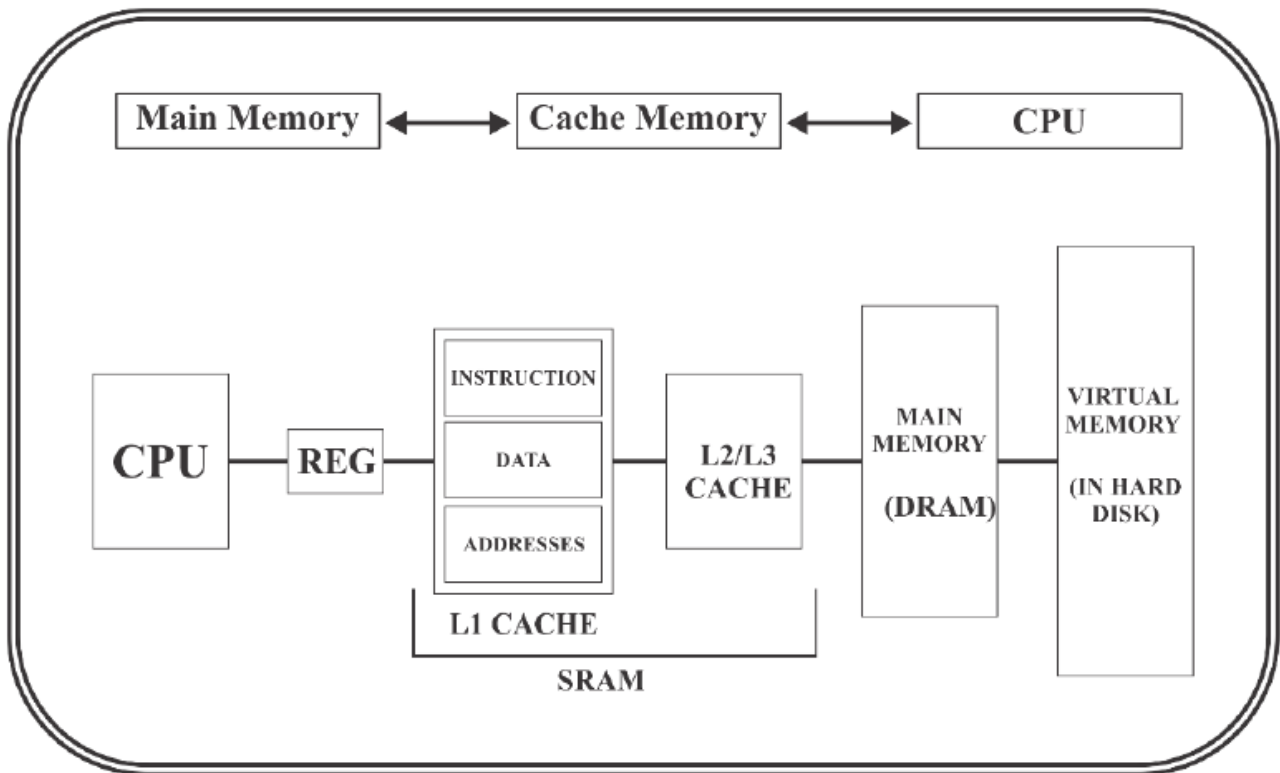 Main Memory
Cache Memory
CPU
CPU
REG
INSTRUCTION
DATA
ADDRESSES
L1 CACHE
L2/L3
CACHE
SRAM
MAIN
MEMORY
(DRAM)
VIRTUAL
MEMORY
(IN HARD
DISK)